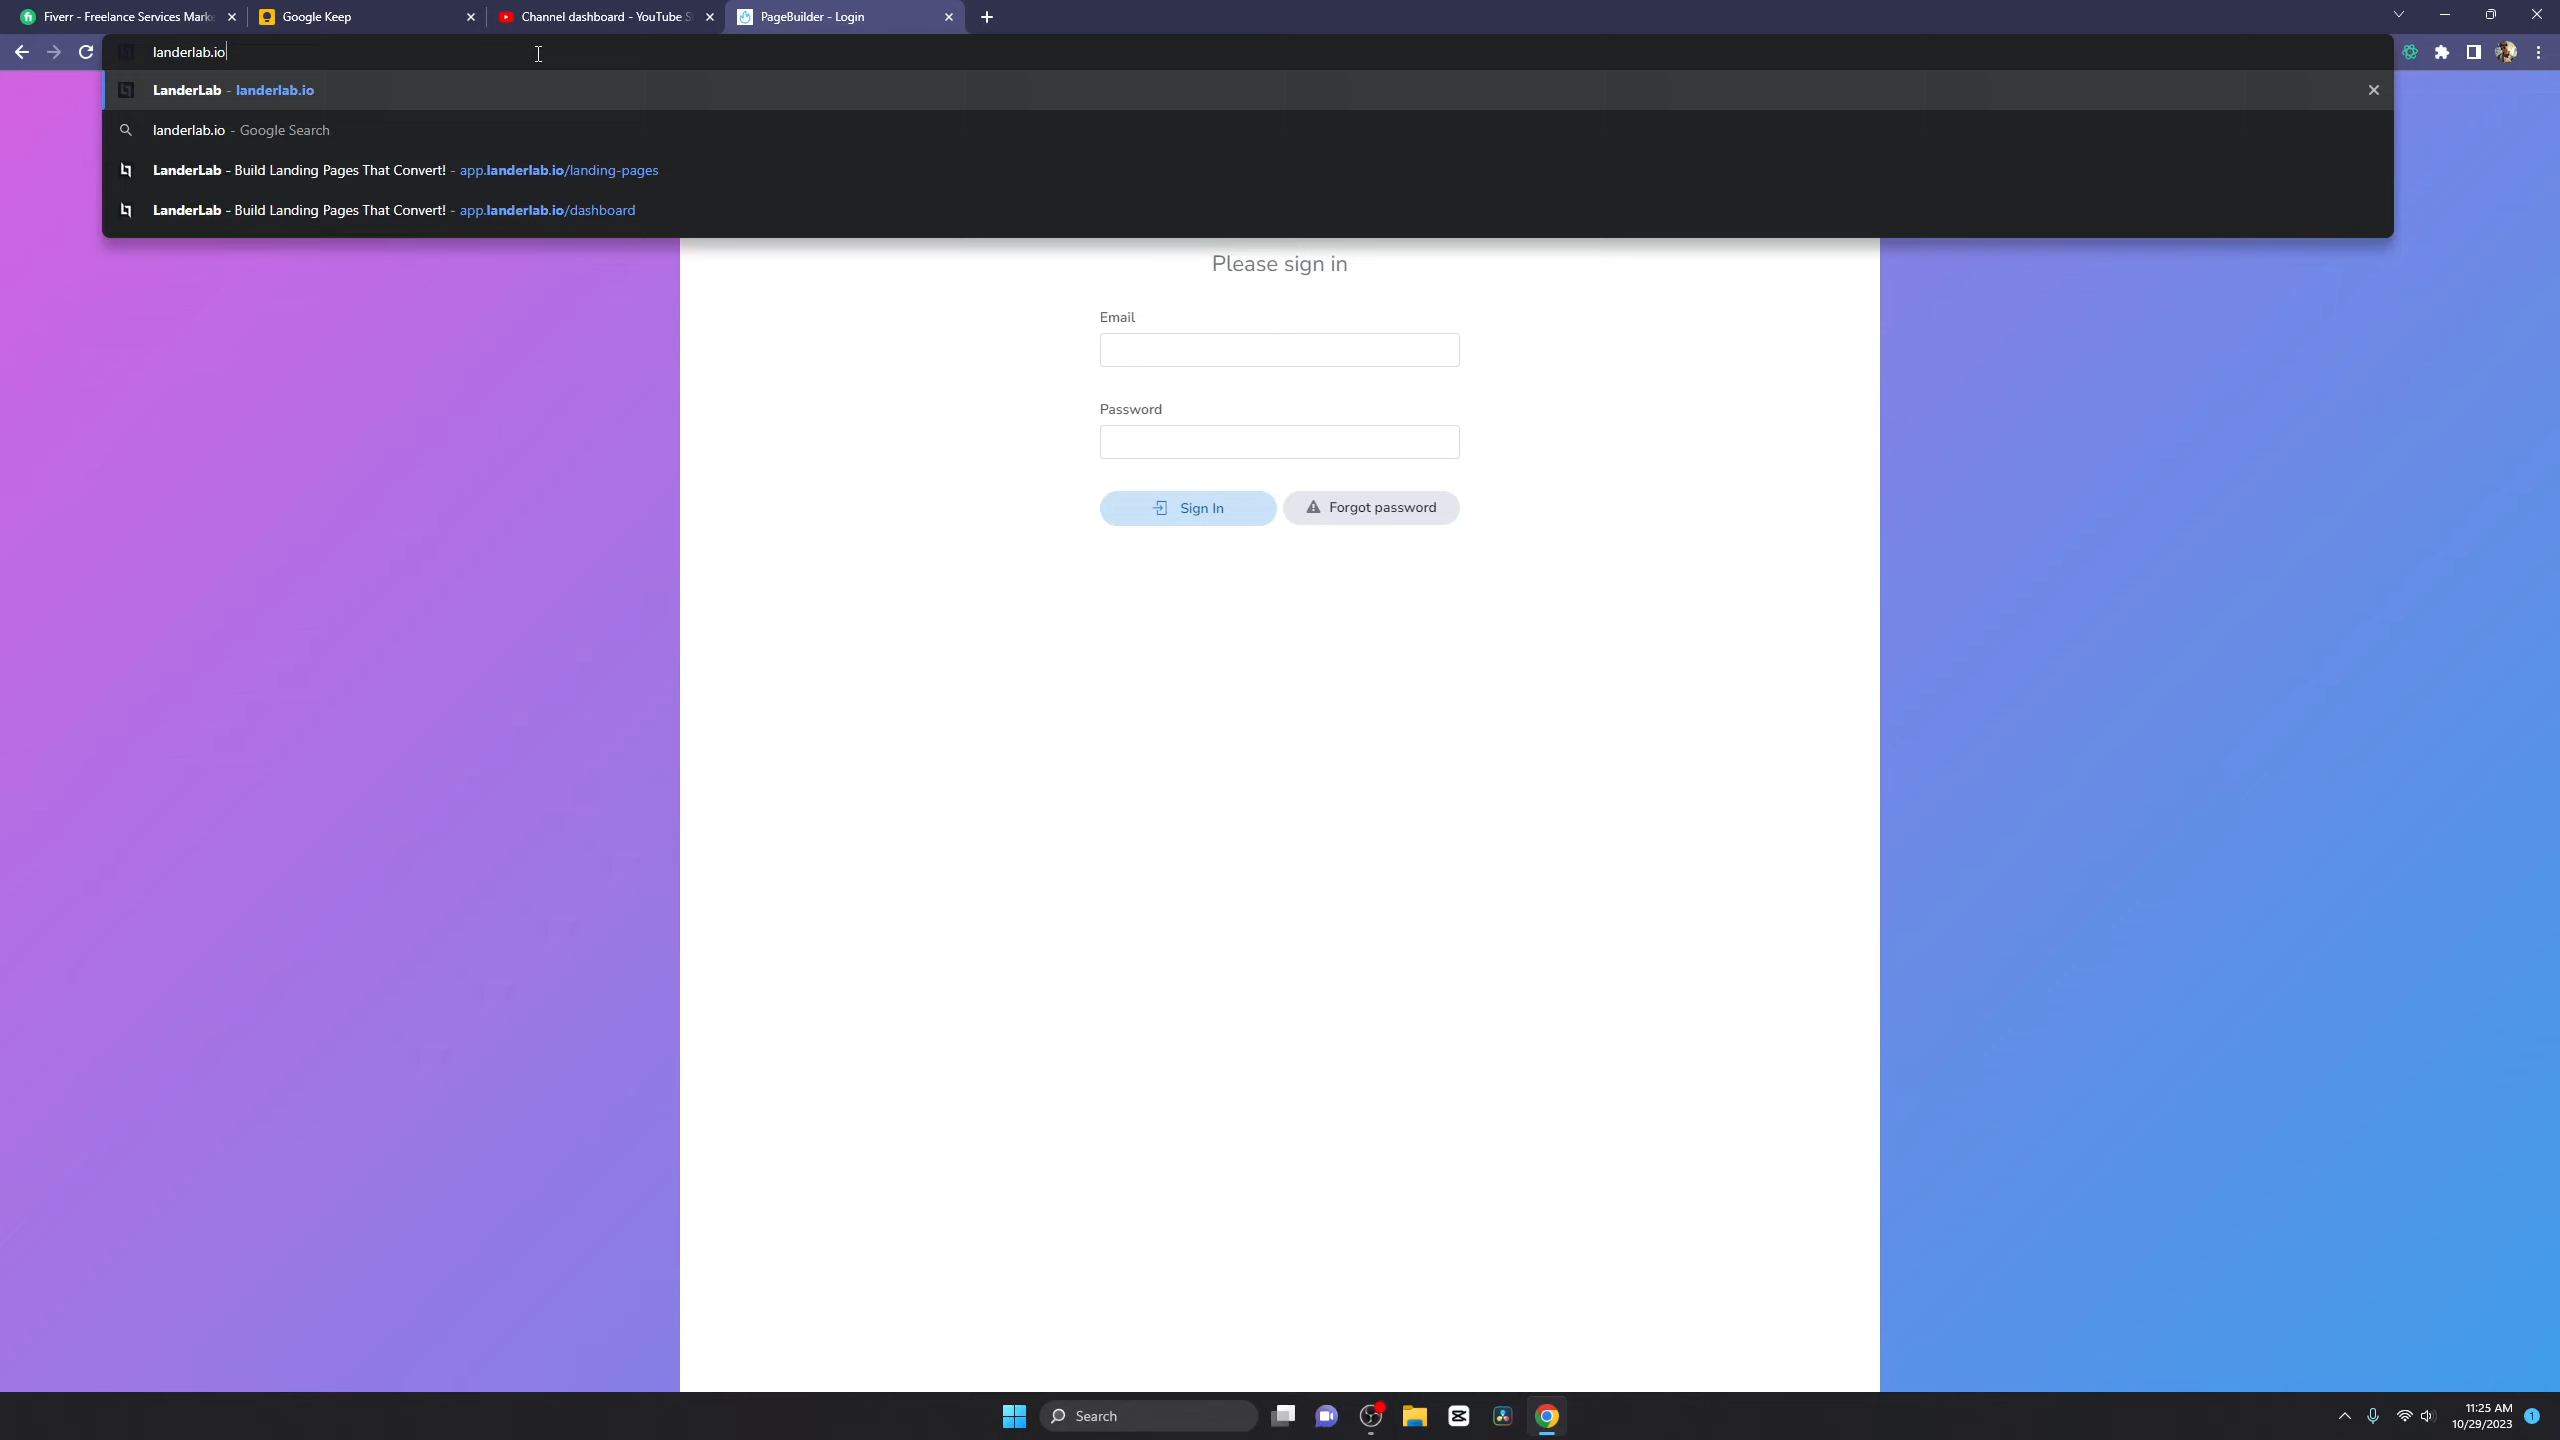 Fiverr - Freelance Services Marke
Google Keep
Channel dashboard - YouTube S
PageBuilder - Login
landerlab.io
LanderLab - landerlab.io
landerlab.io - Google Search
LanderLab - Build Landing Pages That Convert! - app.landerlab.io/landing-pages
LanderLab - Build Landing Pages That Convert! - app.landerlab.io/dashboard
Please sign in
Email
Password
Sign In
Forgot password
Search
11:25 AM
10/29/2023
1